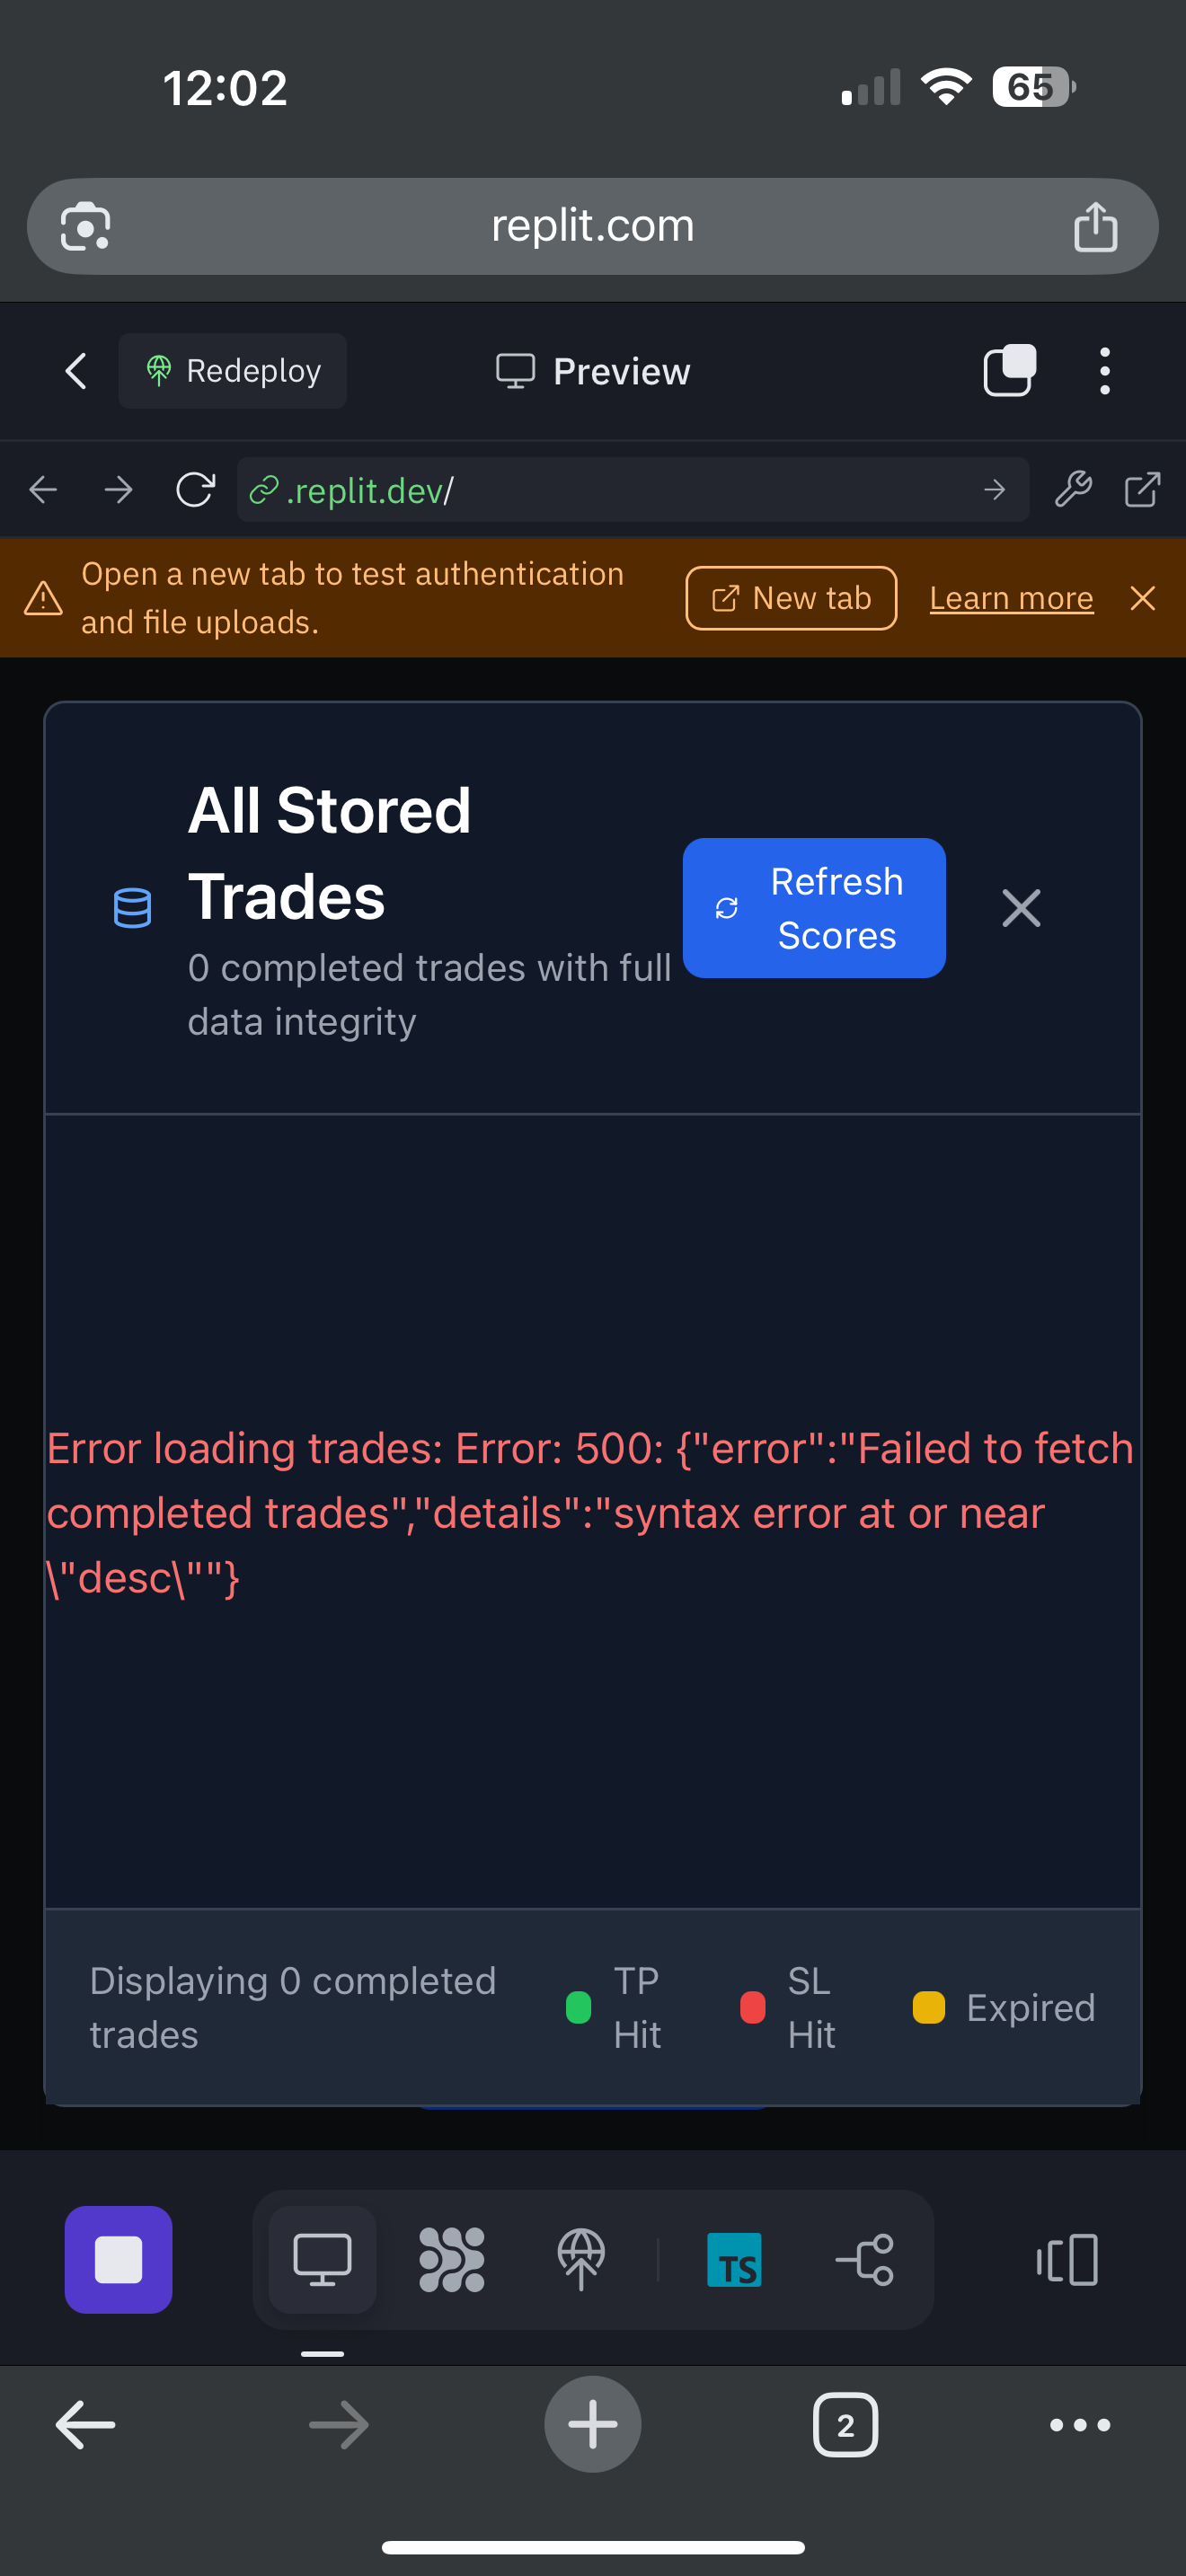 12:02
65
replit.com
Redeploy
Preview
.replit.dev/
Open a new tab to test authentication
and file uploads.
New tab
Learn more
All Stored
Trades
0 completed trades with full
data integrity
Refresh
Scores
Error loading trades: Error: 500: {"error":"Failed to fetch
completed trades","details":"syntax error at or near
\"desc\""}
Displaying 0 completed
trades
TP
Hit
SL
Hit
Expired
TS
2